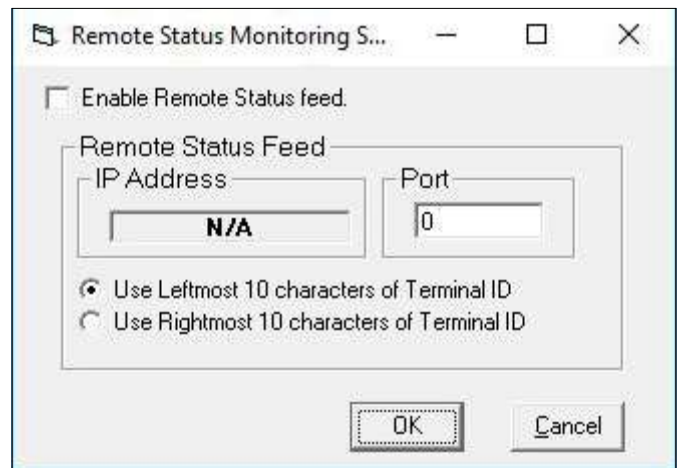 Remote Status Monitoring S...
Enable Remote Status feed.
Remote Status Feed
IP Address
Port
N/A
0
Use Leftmost 10 characters of Terminal ID
Use Rightmost 10 characters of Terminal ID
OK
Cancel